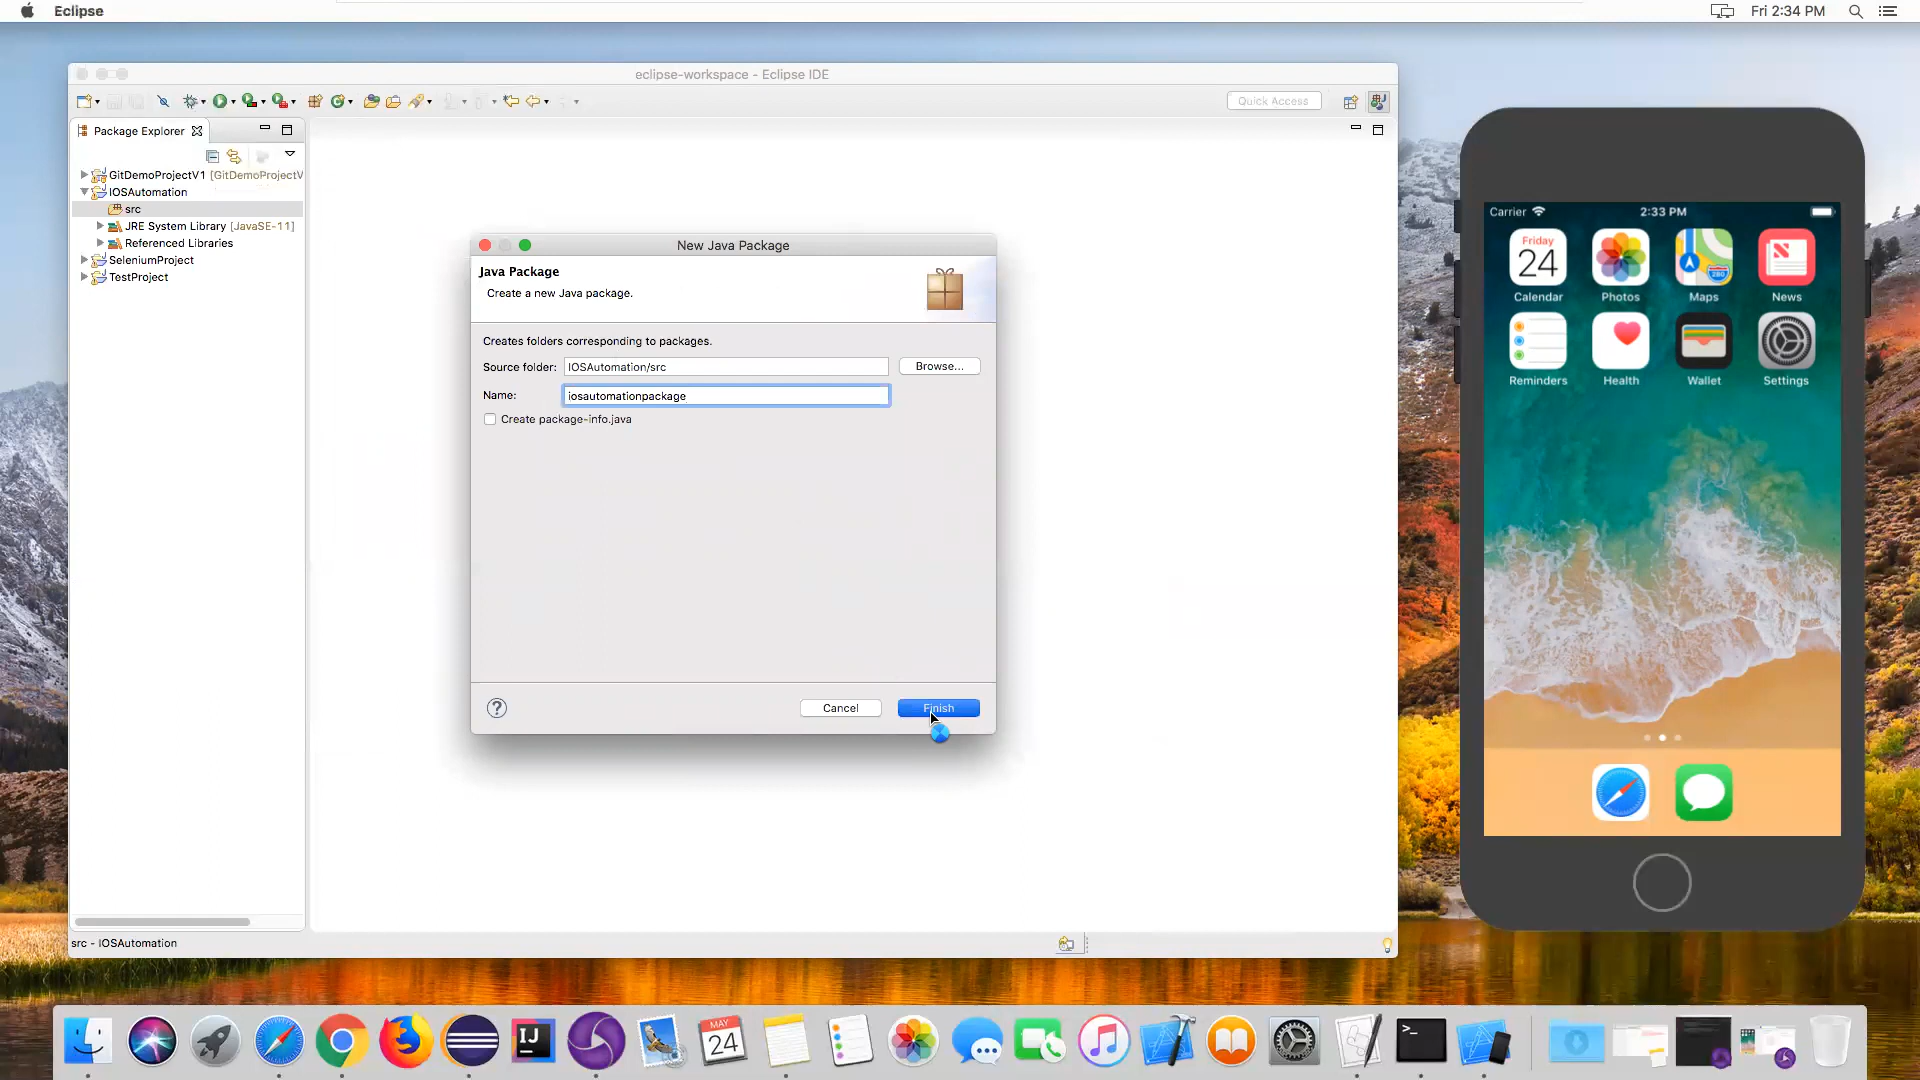 Eclipse
Fri 2:34 PM
eclipse-workspace - Eclipse IDE
Quick Access
Package Explorer
GitDemoProjectV1 [GitDemoProjectV
IOSAutomation
src
JRE System Library [JavaSE-11]
Referenced Libraries
SeleniumProject
TestProject
New Java Package
Java Package
Create a new Java package.
Creates folders corresponding to packages.
Source folder: IOSAutomation/src Browse...
Name: iosautomationpackage
Create package-info.java
? Cancel Finish
src - IOSAutomation
Carrier 2:33 PM
Friday
24
Calendar Photos Maps News
280
Reminders Health Wallet Settings
IJ
MAY
24
>_